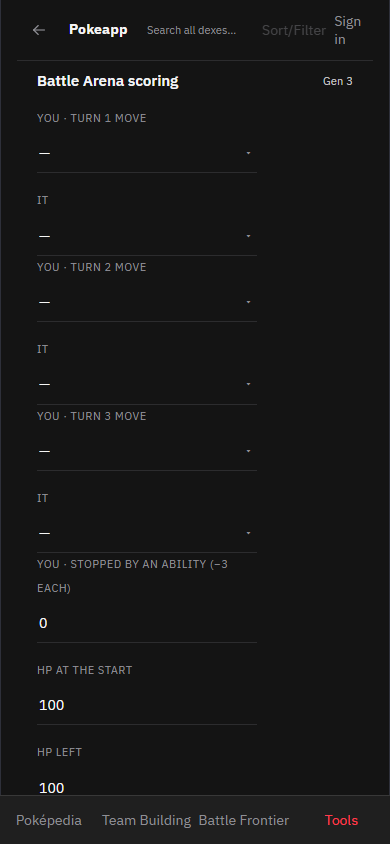 ← Pokeapp Search all dexes... Sort/Filter Sign in
Battle Arena scoring Gen 3
YOU · TURN 1 MOVE
—
IT
—
YOU · TURN 2 MOVE
—
IT
—
YOU · TURN 3 MOVE
—
IT
—
YOU · STOPPED BY AN ABILITY (−3
EACH)
0
HP AT THE START
100
HP LEFT
100
Poképedia Team Building Battle Frontier Tools